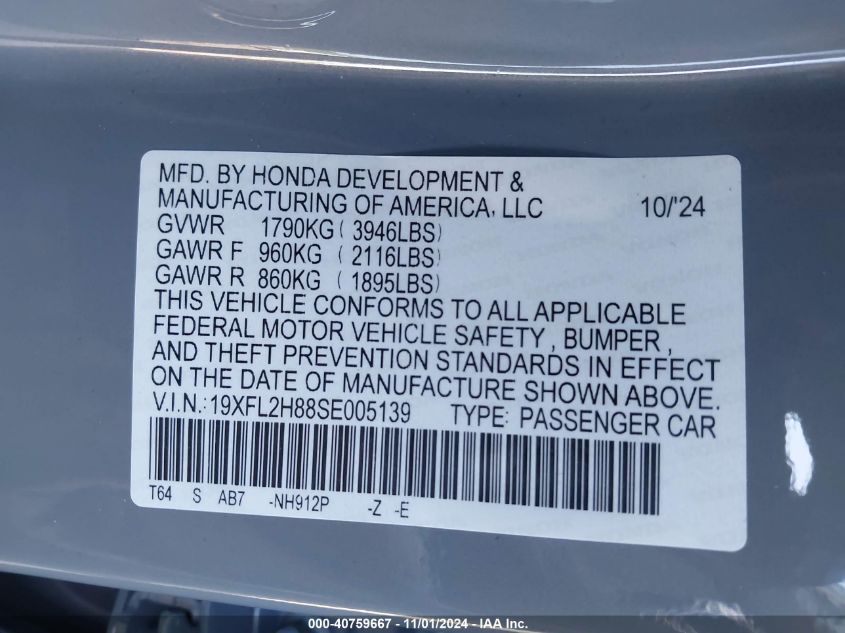 MFD. BY HONDA DEVELOPMENT &
MANUFACTURING OF AMERICA, LLC 10/'24
GVWR 1790KG ( 3946LBS)
GAWR F 960KG ( 2116LBS)
GAWR R 860KG ( 1895LBS)
THIS VEHICLE CONFORMS TO ALL APPLICABLE
FEDERAL MOTOR VEHICLE SAFETY , BUMPER ,
AND THEFT PREVENTION STANDARDS IN EFFECT
ON THE DATE OF MANUFACTURE SHOWN ABOVE.
V.I.N.:19XFL2H88SE005139 TYPE: PASSENGER CAR
T64 S AB7 -NH912P -Z -E
000-40759667 - 11/01/2024 - IAA Inc.